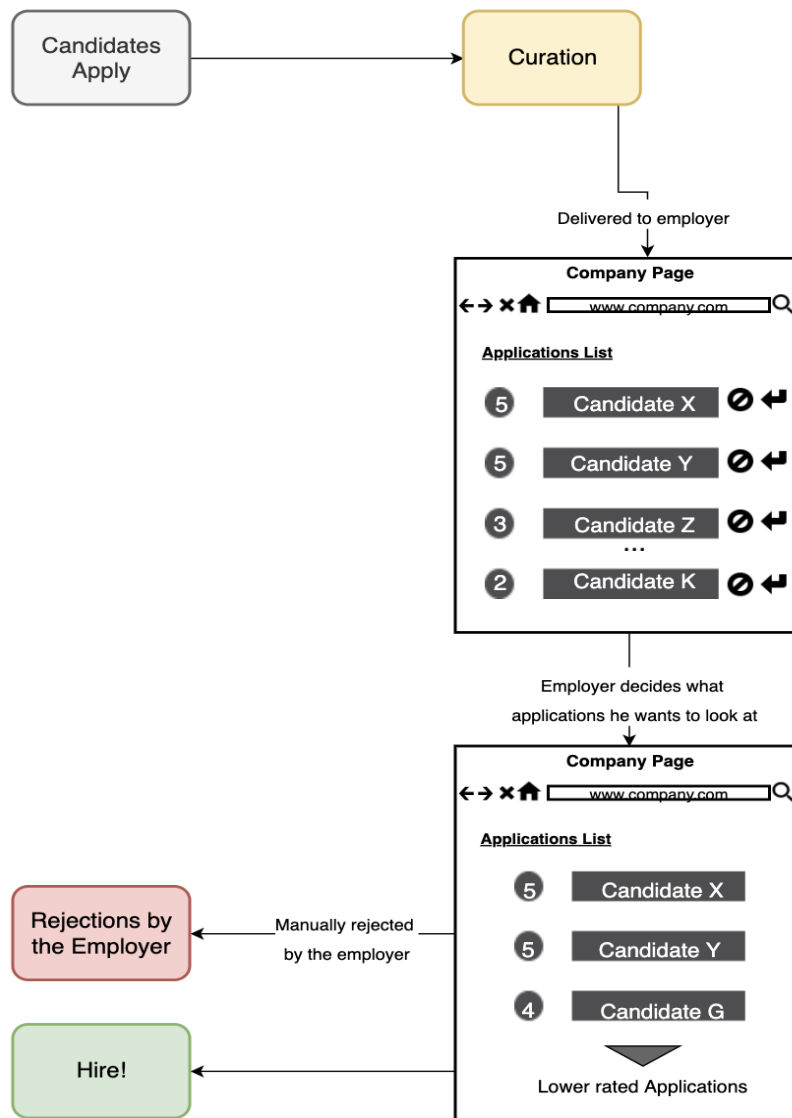 Candidates
Apply
Curation
Delivered to employer
Company Page
www.company.com
Applications List
5 Candidate X
5 Candidate Y
3 Candidate Z
...
2 Candidate K
Employer decides what
applications he wants to look at
Company Page
www.company.com
Applications List
5 Candidate X
5 Candidate Y
4 Candidate G
Lower rated Applications
Manually rejected
by the employer
Rejections by
the Employer
Hire!